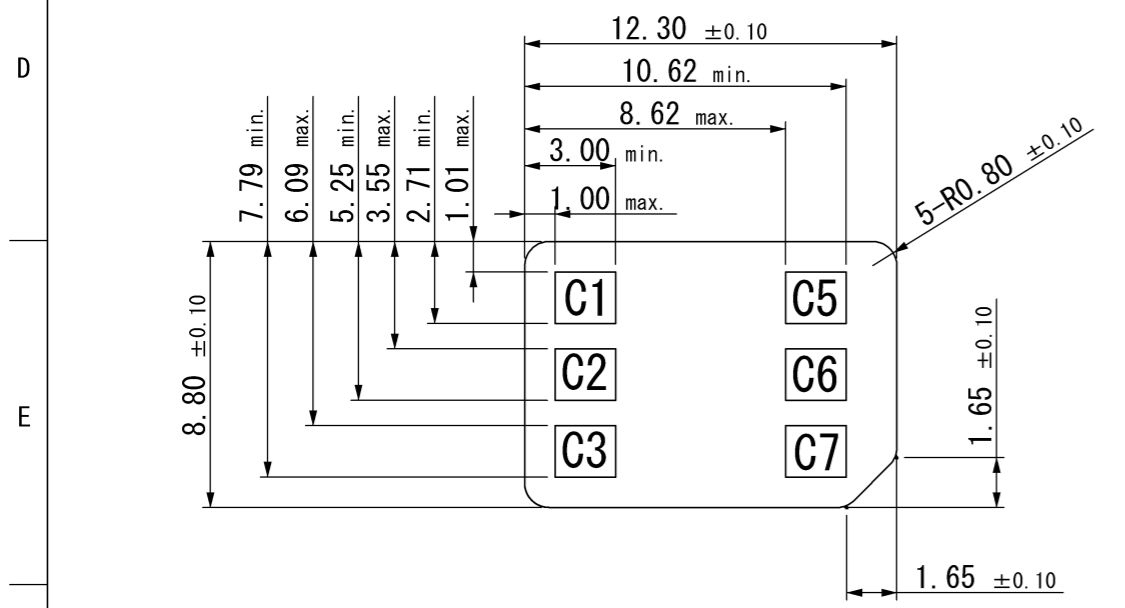 D
12.30 ±0.10
10.62 min.
8.62 max.
3.00 min.
1.00 max.
7.79 min.
6.09 max.
5.25 min.
3.55 max.
2.71 min.
1.01 max.
5-R0.80 ±0.10
C1
C5
C2
C6
C3
C7
8.80 ±0.10
1.65 ±0.10
E
1.65 ±0.10